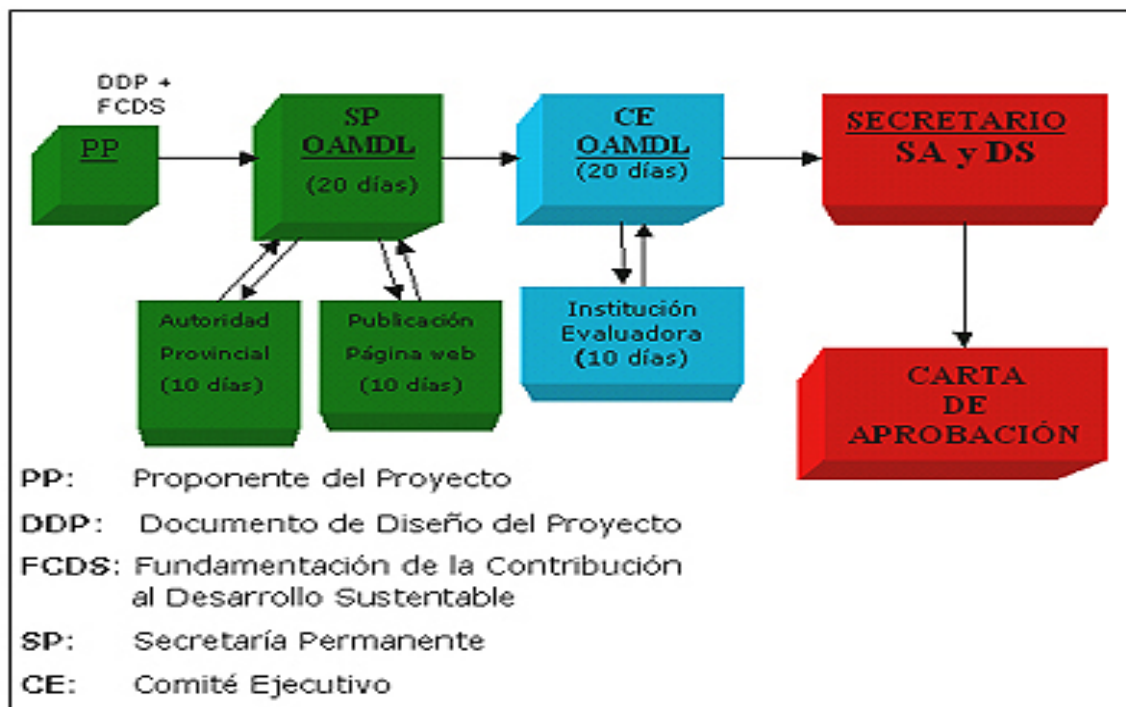 DDP +
FCDS
PP
SP
OAMDL
(20 días)
CE
OAMDL
(20 días)
SECRETARIO
SA y DS
Autoridad
Provincial
(10 días)
Publicación
Página web
(10 días)
Institución
Evaluadora
(10 días)
CARTA
DE
APROBACIÓN
PP: Proponente del Proyecto
DDP: Documento de Diseño del Proyecto
FCDS: Fundamentación de la Contribución
al Desarrollo Sustentable
SP: Secretaría Permanente
CE: Comité Ejecutivo